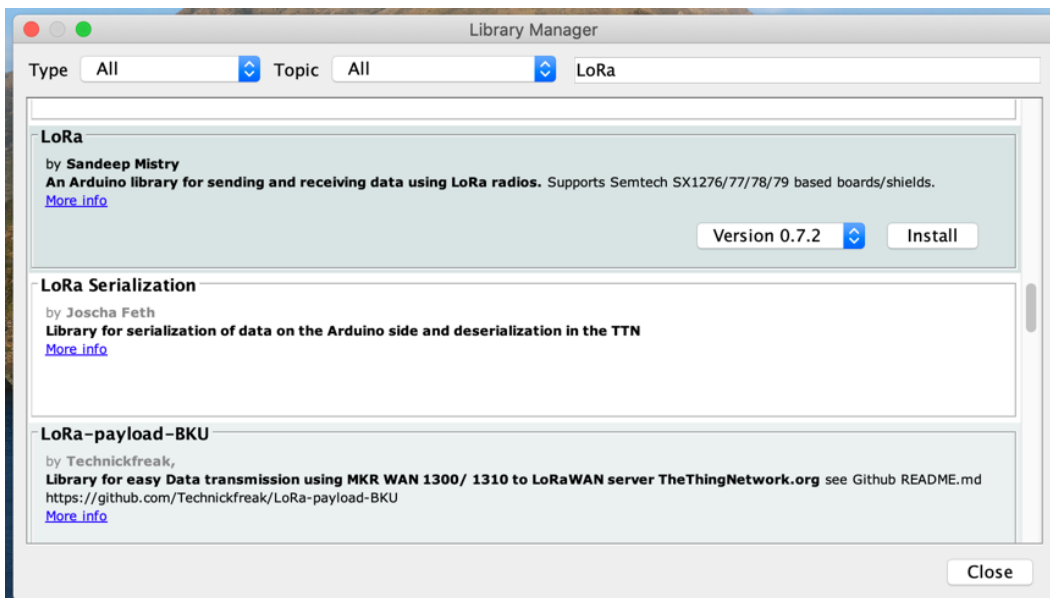 Library Manager
Type All Topic All LoRa
LoRa
by Sandeep Mistry
An Arduino library for sending and receiving data using LoRa radios. Supports Semtech SX1276/77/78/79 based boards/shields.
More info
Version 0.7.2 Install
LoRa Serialization
by Joscha Feth
Library for serialization of data on the Arduino side and deserialization in the TTN
More info
LoRa-payload-BKU
by Technickfreak,
Library for easy Data transmission using MKR WAN 1300/ 1310 to LoRaWAN server TheThingNetwork.org see Github README.md
https://github.com/Technickfreak/LoRa-payload-BKU
More info
Close